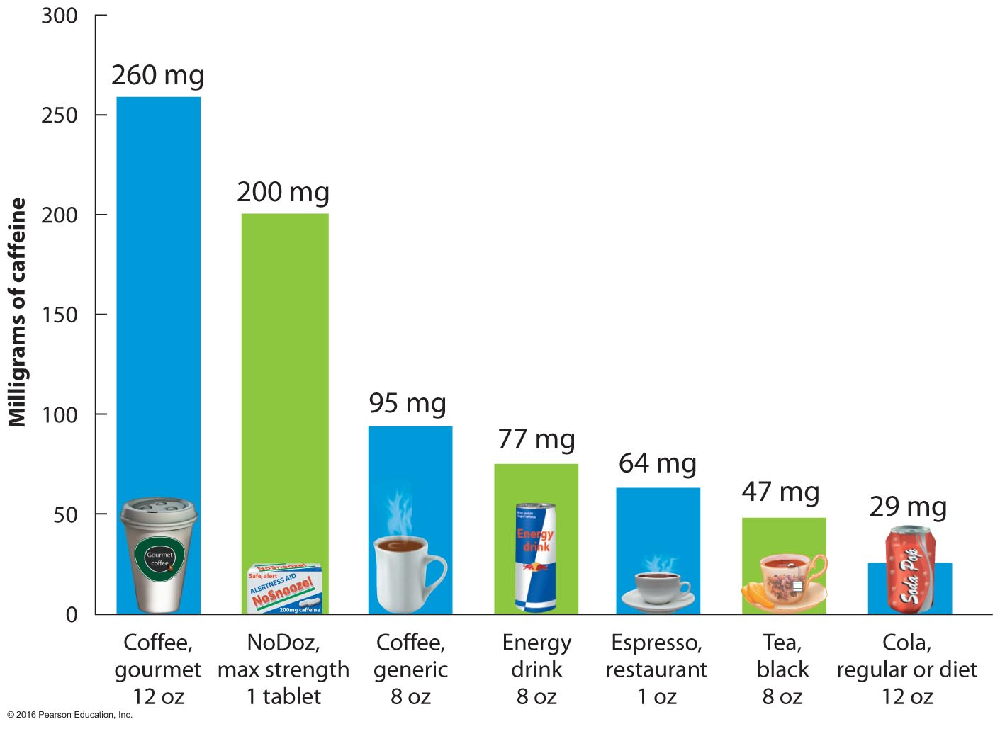 300
260 mg
250
200 mg
200
150
95 mg
100
77 mg
64 mg
47 mg
29 mg
50
0
Milligrams of caffeine
Gourmet
coffee
NoSnooze!
Safe, alert
ALERTNESS AID
NoSnooze!
200mg caffeine
Energy
drink
Soda Pop
Coffee,
gourmet
12 oz
NoDoz,
max strength
1 tablet
Coffee,
generic
8 oz
Energy
drink
8 oz
Espresso,
restaurant
1 oz
Tea,
black
8 oz
Cola,
regular or diet
12 oz
© 2016 Pearson Education, Inc.